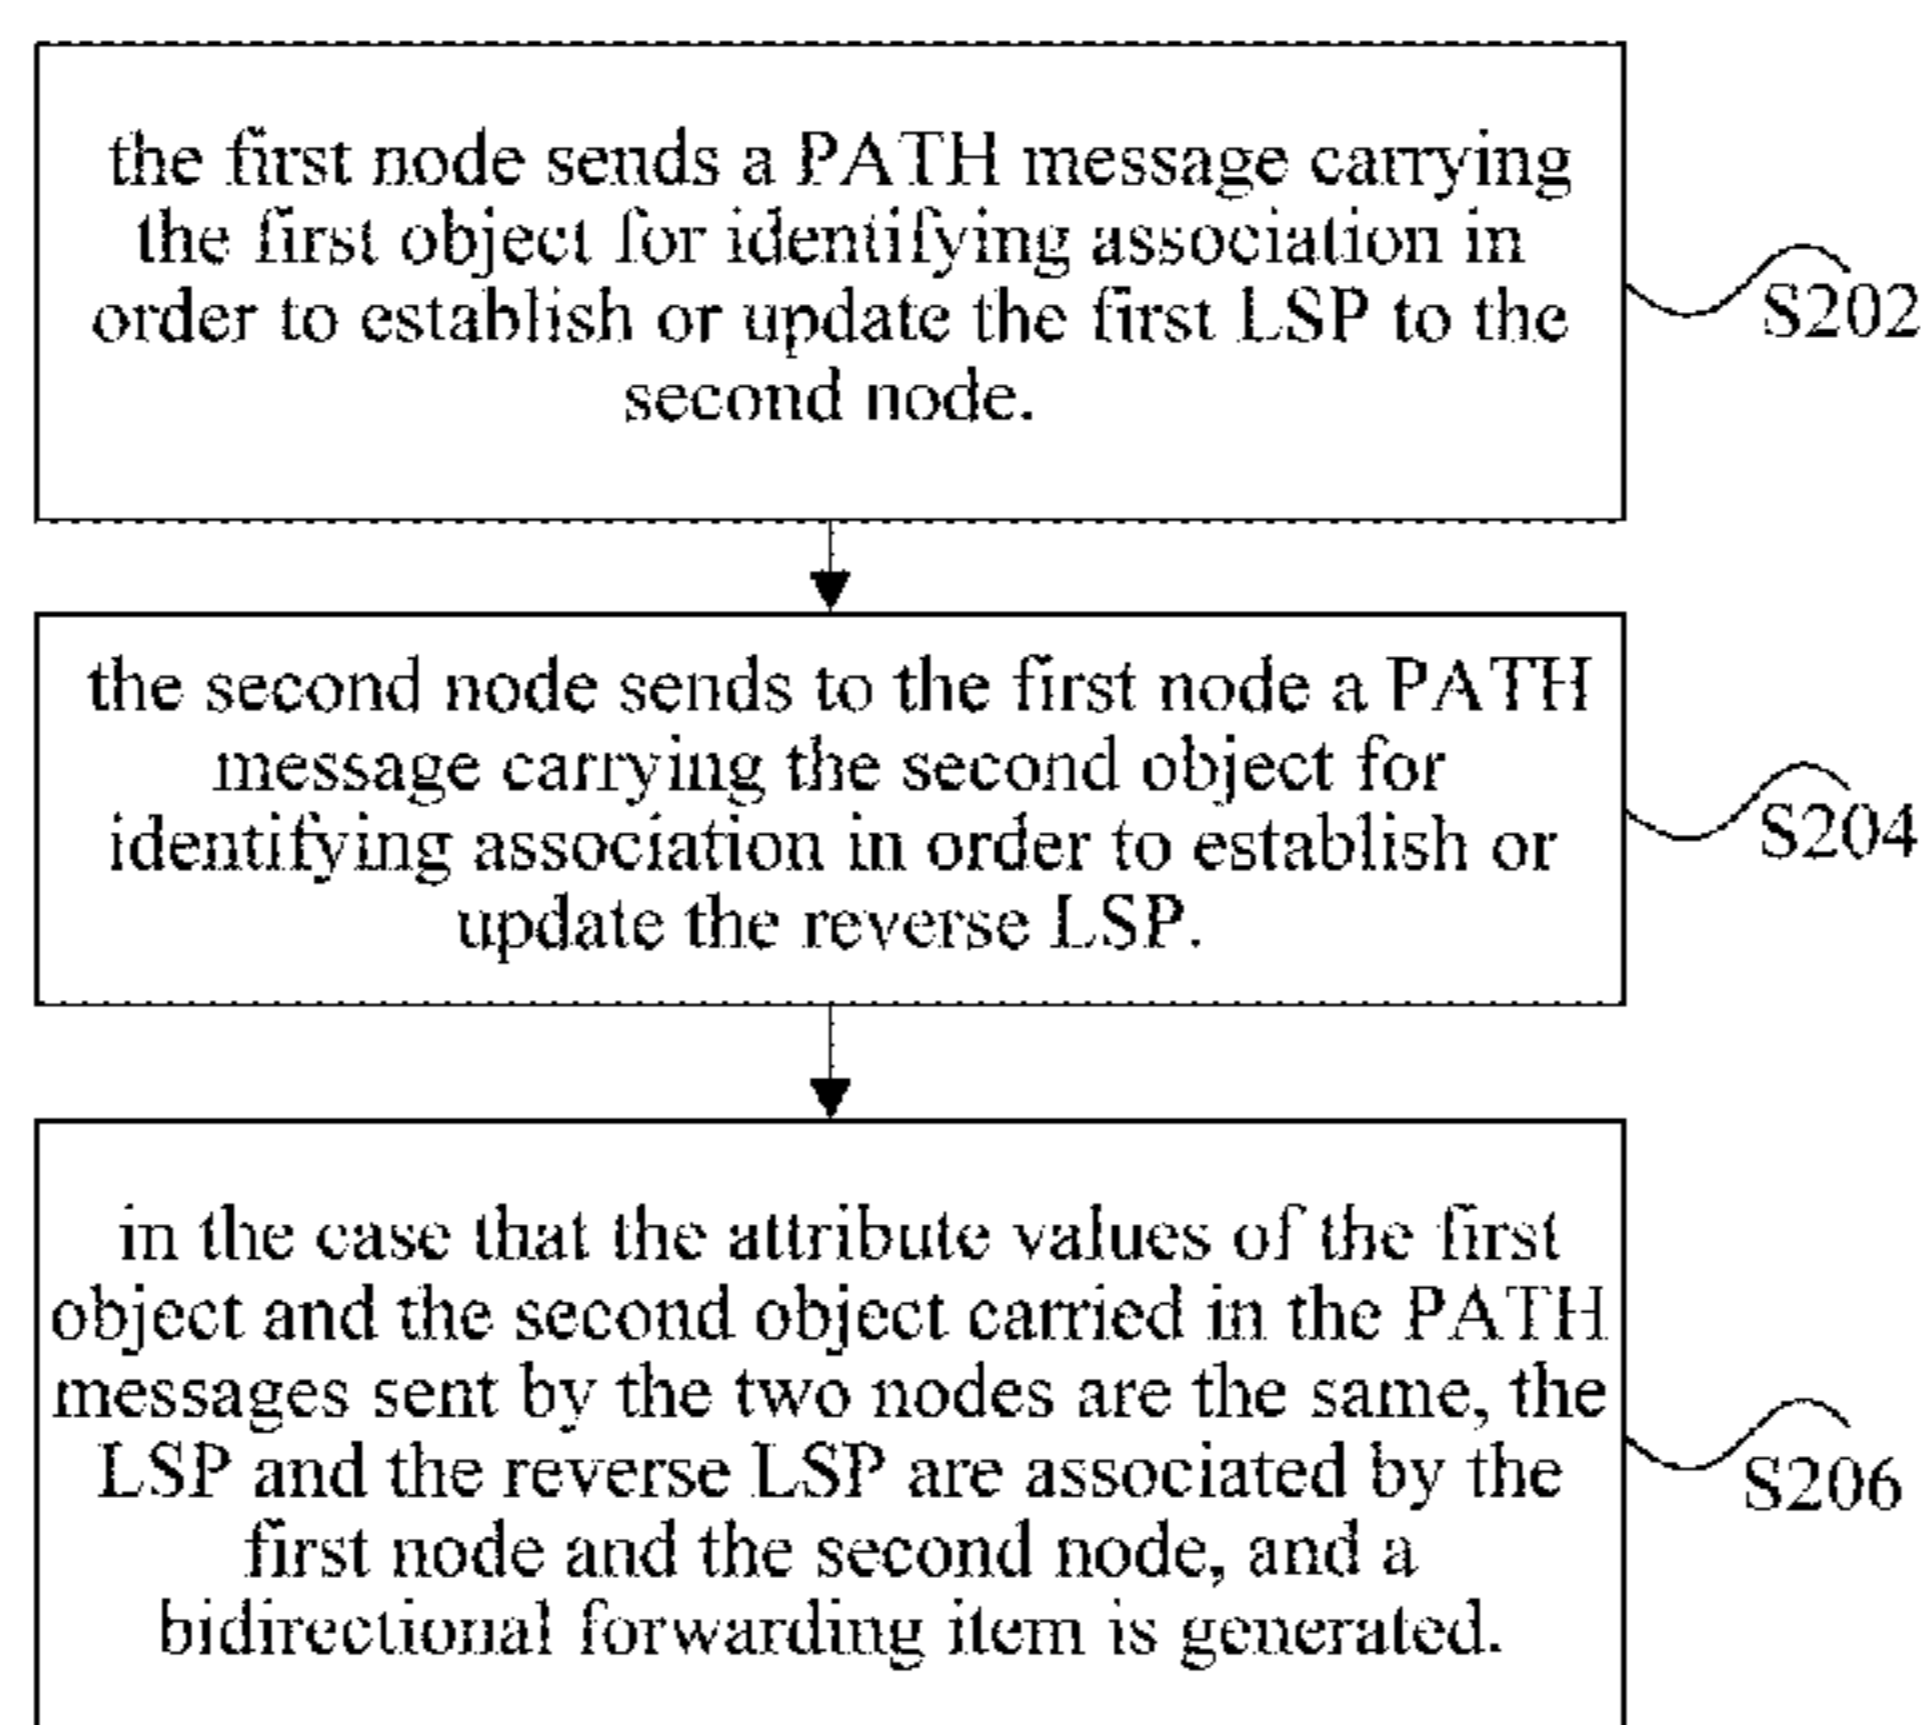 the first node sends a PATH message carrying
the first object for identifying association in
order to establish or update the first LSP to the
second node.
S202
the second node sends to the first node a PATH
message carrying the second object for
identifying association in order to establish or
update the reverse LSP.
S204
in the case that the attribute values of the first
object and the second object carried in the PATH
messages sent by the two nodes are the same, the
LSP and the reverse LSP are associated by the
first node and the second node, and a
bidirectional forwarding item is generated.
S206